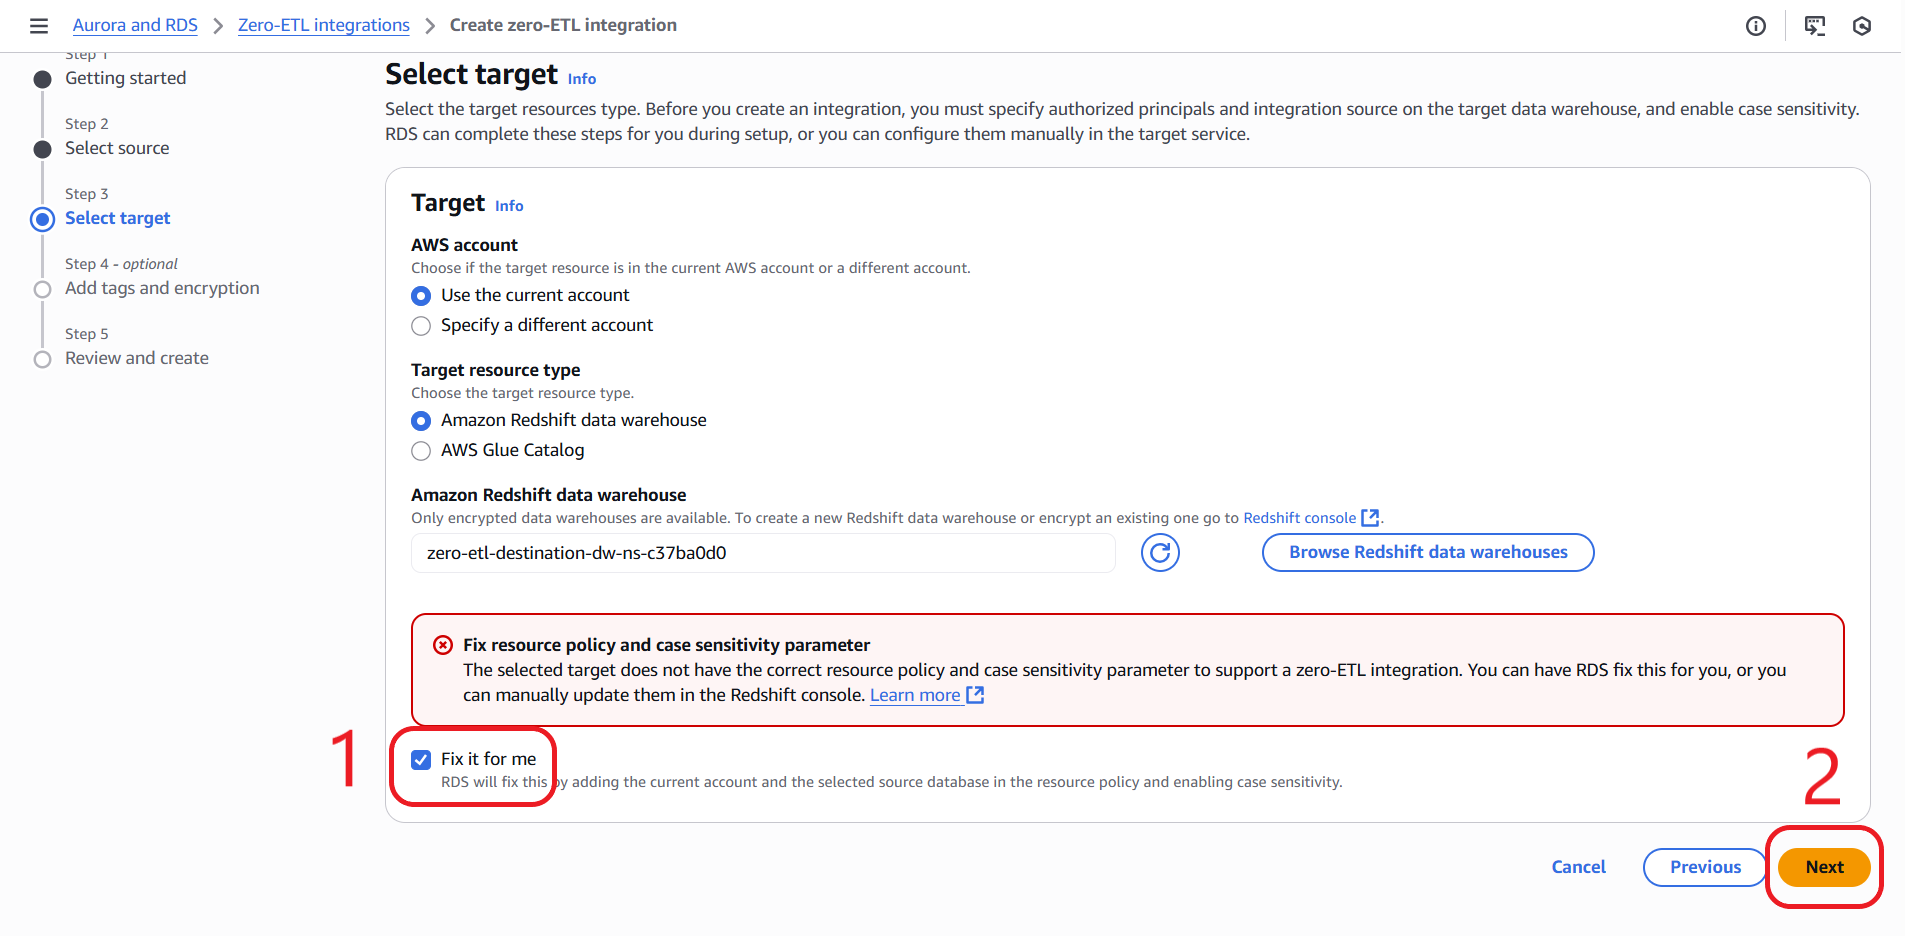 Aurora and RDS > Zero-ETL integrations > Create zero-ETL integration
Step 1
Getting started
Step 2
Select source
Step 3
Select target
Step 4 - optional
Add tags and encryption
Step 5
Review and create
Select target Info
Select the target resources type. Before you create an integration, you must specify authorized principals and integration source on the target data warehouse, and enable case sensitivity.
RDS can complete these steps for you during setup, or you can configure them manually in the target service.
Target Info
AWS account
Choose if the target resource is in the current AWS account or a different account.
Use the current account
Specify a different account
Target resource type
Choose the target resource type.
Amazon Redshift data warehouse
AWS Glue Catalog
Amazon Redshift data warehouse
Only encrypted data warehouses are available. To create a new Redshift data warehouse or encrypt an existing one go to Redshift console.
zero-etl-destination-dw-ns-c37ba0d0
Browse Redshift data warehouses
Fix resource policy and case sensitivity parameter
The selected target does not have the correct resource policy and case sensitivity parameter to support a zero-ETL integration. You can have RDS fix this for you, or you
can manually update them in the Redshift console. Learn more
1
Fix it for me
RDS will fix this by adding the current account and the selected source database in the resource policy and enabling case sensitivity.
2
Cancel
Previous
Next